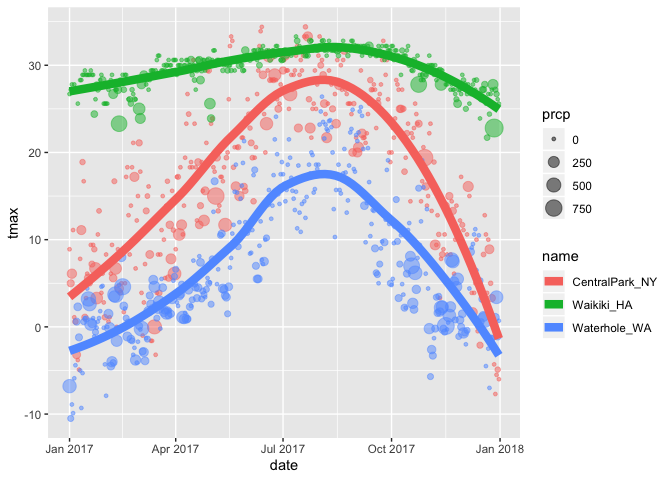 30
20
10
0
-10
tmax
Jan 2017
Apr 2017
Jul 2017
Oct 2017
Jan 2018
date
prcp
0
250
500
750
name
CentralPark_NY
Waikiki_HA
Waterhole_WA